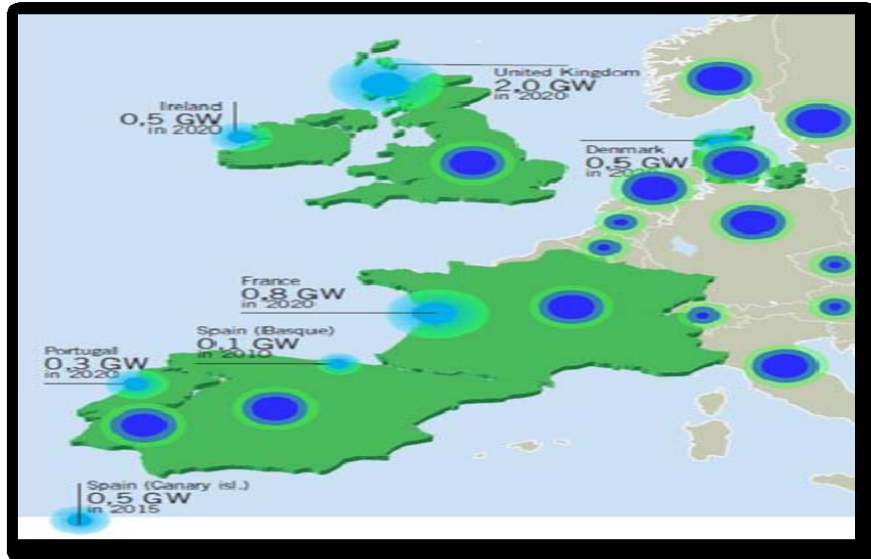 United Kingdom
2,0 GW
in 2020
Ireland
0,5 GW
in 2020
Denmark
0,5 GW
in
France
0,8 GW
in 2020
Spain (Basque)
0,1 GW
in 2010
Portugal
0,3 GW
in 2020
Spain (Canary isl.)
0,5 GW
in 2015